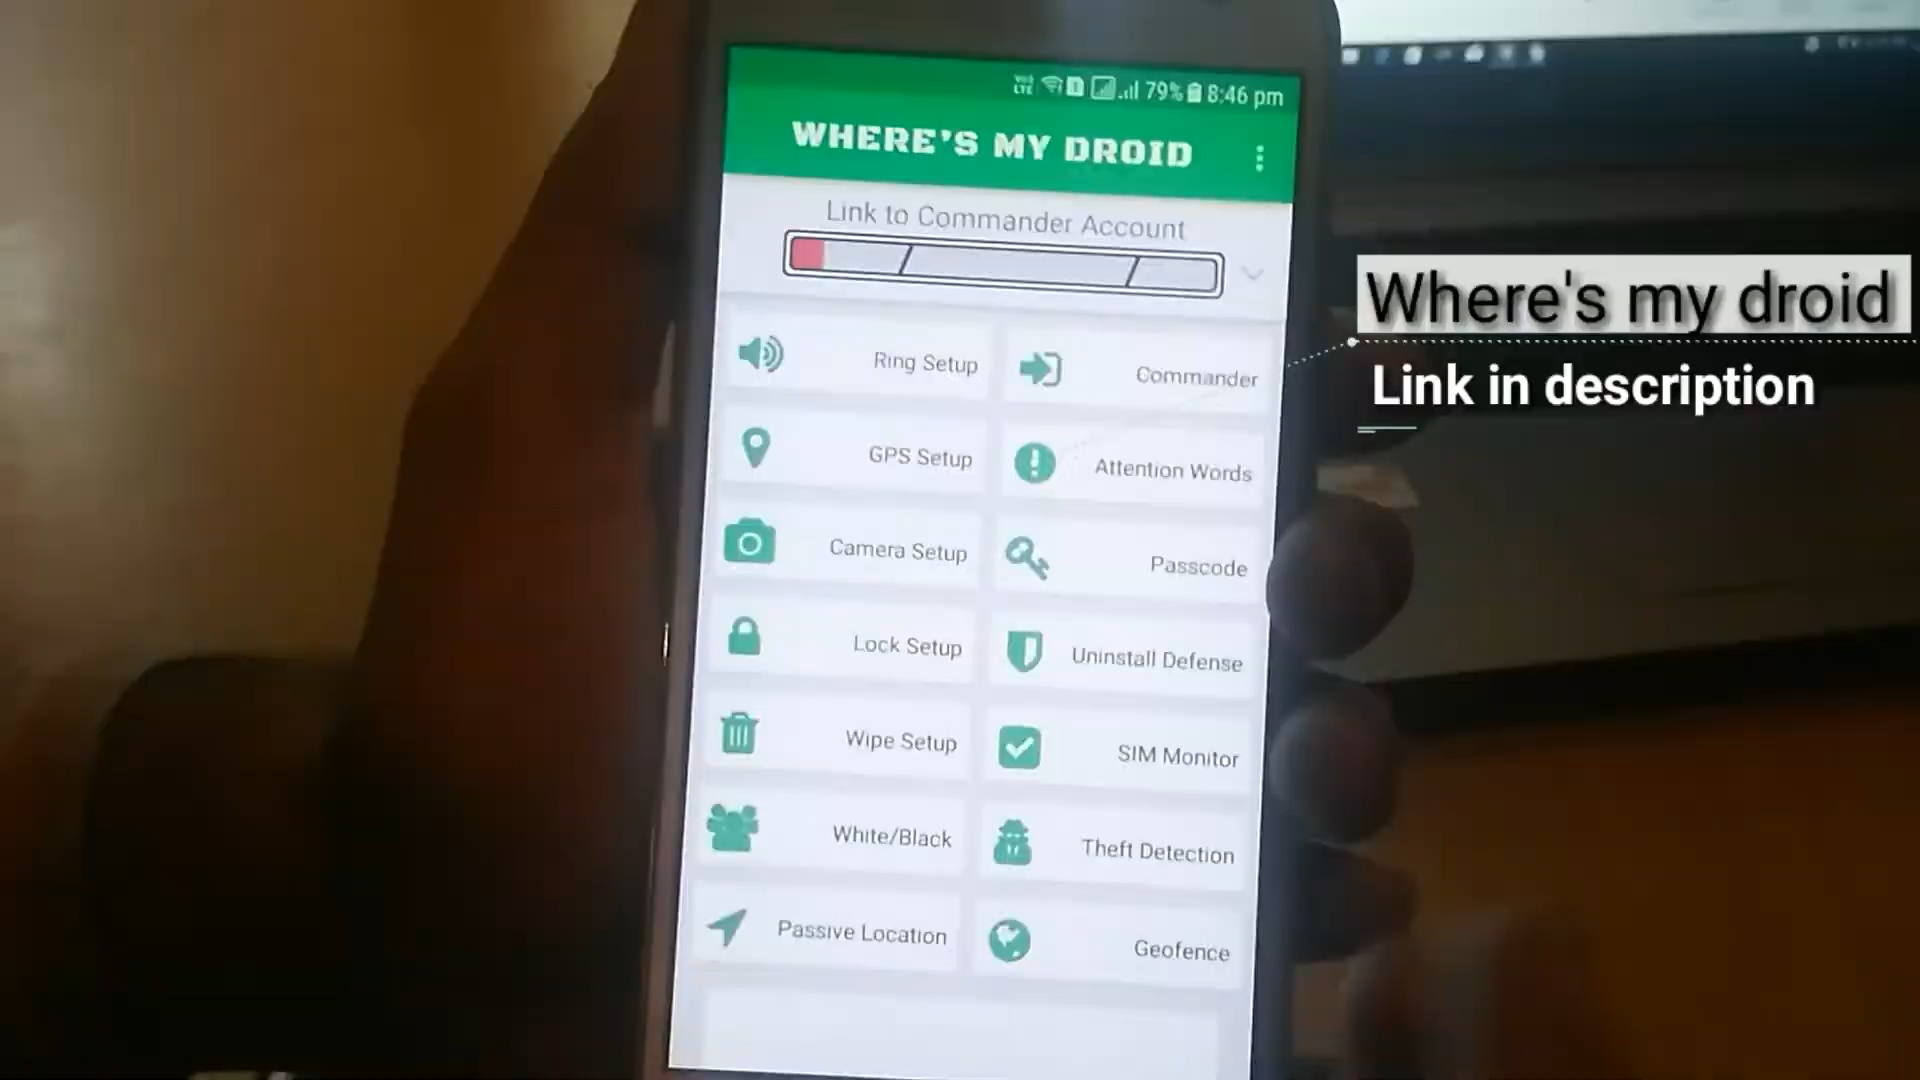 VoLTE 1 79% 8:46 pm
WHERE'S MY DROID
Link to Commander Account
Ring Setup
Commander
GPS Setup
Attention Words
Camera Setup
Passcode
Lock Setup
Uninstall Defense
Wipe Setup
SIM Monitor
White/Black
Theft Detection
Passive Location
Geofence
Where's my droid
Link in description